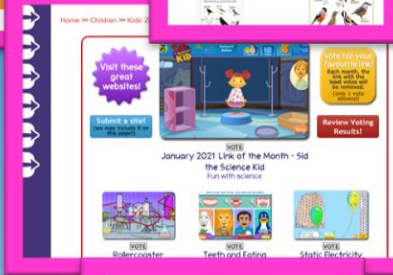 Home >> Children >> Kids' Z
Visit these
great
websites!
SID
KID
Vote for your
favourite link!
Each month, the
link with the
least votes will
be removed.
(only 1 vote
allowed)
Submit a site!
(we may include it on
this page!)
Review Voting
Results!
VOTE
January 2021 Link of the Month - Sid
the Science Kid
Fun with science
VOTE
Rollercoaster
VOTE
Teeth and Eating
VOTE
Static Electricity